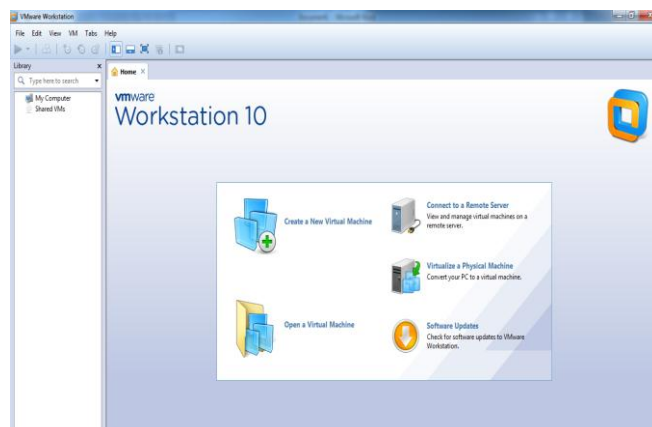 VMware Workstation
File Edit View VM Tabs Help
Library x
Type here to search
My Computer
Shared VMs
Home ×
vmware
Workstation 10
Create a New Virtual Machine
Open a Virtual Machine
Connect to a Remote Server
View and manage virtual machines on a
remote server.
Virtualize a Physical Machine
Convert your PC to a virtual machine.
Software Updates
Check for software updates to VMware
Workstation.